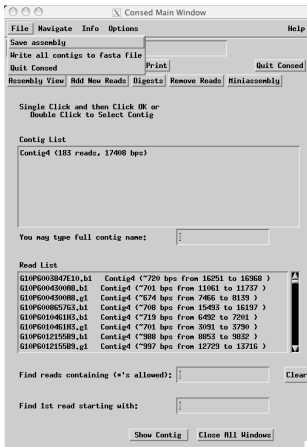 Consed Main Window
File Navigate Info Options Help
Save assembly
Write all contigs to fasta file
Quit Consed
Print Quit Consed
Assembly View Add New Reads Digests Remove Reads Miniassembly
Single Click and then Click OK or
Double Click to Select Contig
Contig List
Contig4 (183 reads, 17408 bps)
You may type full contig name:
Read List
G10P6003847E10.b1 Contig4 (~720 bps from 16251 to 16968 )
G10P6004300A8.b1 Contig4 (~701 bps from 11061 to 11737 )
G10P6004300A8.g1 Contig4 (~674 bps from 7466 to 8139 )
G10P600865763.b1 Contig4 (~708 bps from 15493 to 16197 )
G10P6010461H3.b1 Contig4 (~719 bps from 6492 to 7201 )
G10P6010461H3.g1 Contig4 (~701 bps from 3091 to 3790 )
G10P6012155B9.b1 Contig4 (~988 bps from 8853 to 9832 )
G10P6012155B9.g1 Contig4 (~997 bps from 12729 to 13716 )
Find reads containing (*'s allowed): Clear
Find 1st read starting with:
Show Contig Close All Windows